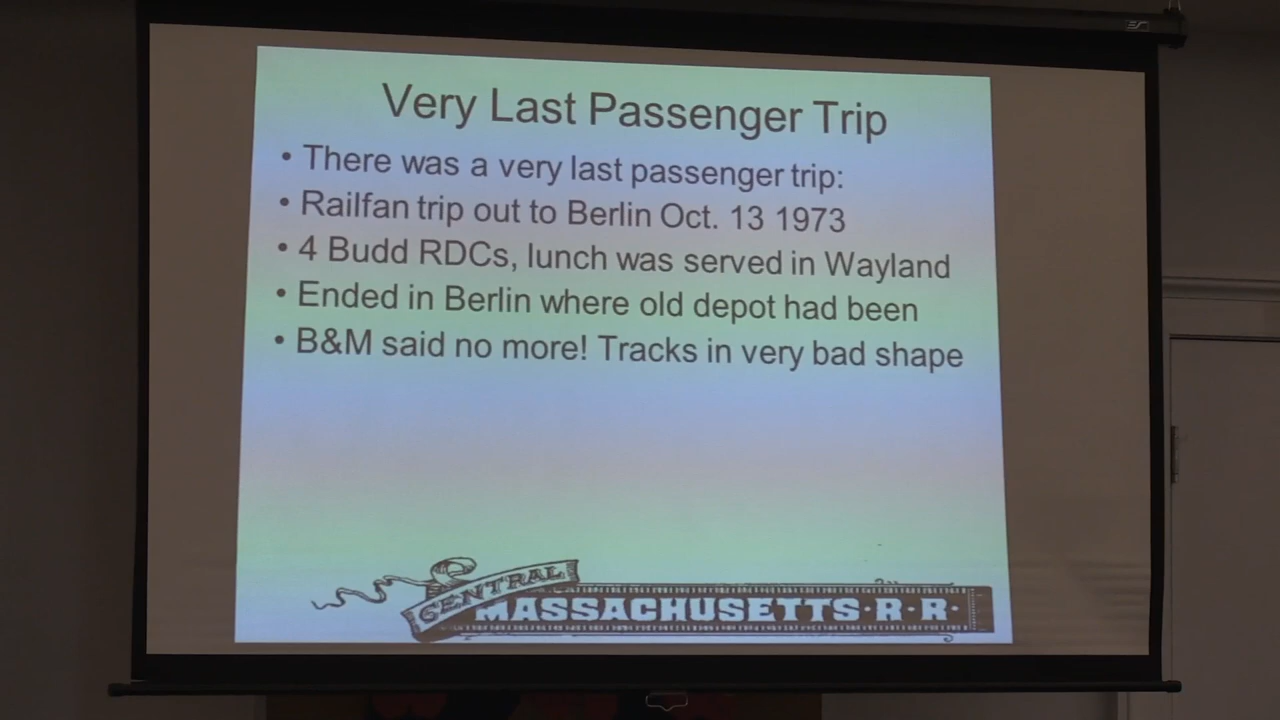 Very Last Passenger Trip
• There was a very last passenger trip:
• Railfan trip out to Berlin Oct. 13 1973
• 4 Budd RDCs, lunch was served in Wayland
• Ended in Berlin where old depot had been
• B&M said no more! Tracks in very bad shape
CENTRAL
MASSACHUSETTS·R·R·